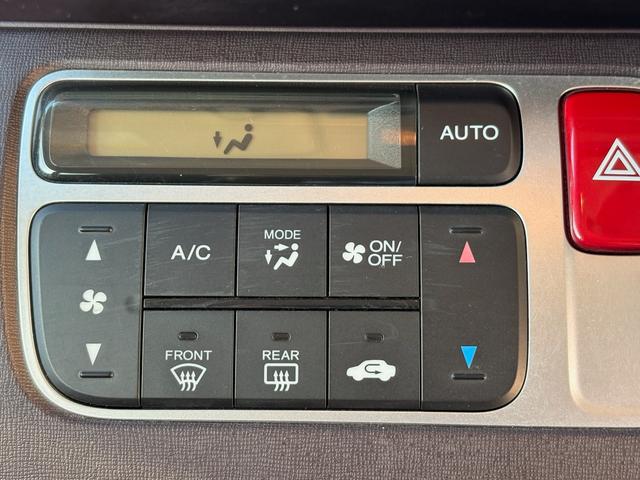 AUTO
A/C
MODE
ON/
OFF
FRONT
REAR